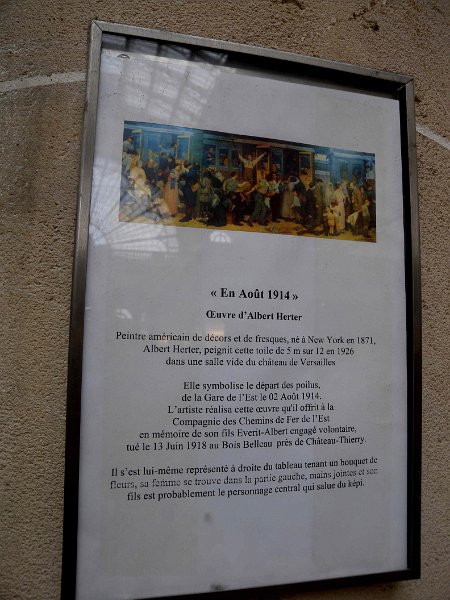 « En Août 1914 »
Œuvre d'Albert Herter
Peintre américain de décors et de fresques, né à New York en 1871,
Albert Herter, peignit cette toile de 5 m sur 12 en 1926
dans une salle vide du château de Versailles
Elle symbolise le départ des poilus,
de la Gare de l'Est le 02 Août 1914.
L'artiste réalisa cette œuvre qu'il offrit à la
Compagnie des Chemins de Fer de l'Est
en mémoire de son fils Everit-Albert engagé volontaire,
tué le 13 Juin 1918 au Bois Belleau près de Château-Thierry.
Il s'est lui-même représenté à droite du tableau tenant un bouquet de
fleurs, sa femme se trouve dans la partie gauche, mains jointes et son
fils est probablement le personnage central qui salue du képi.